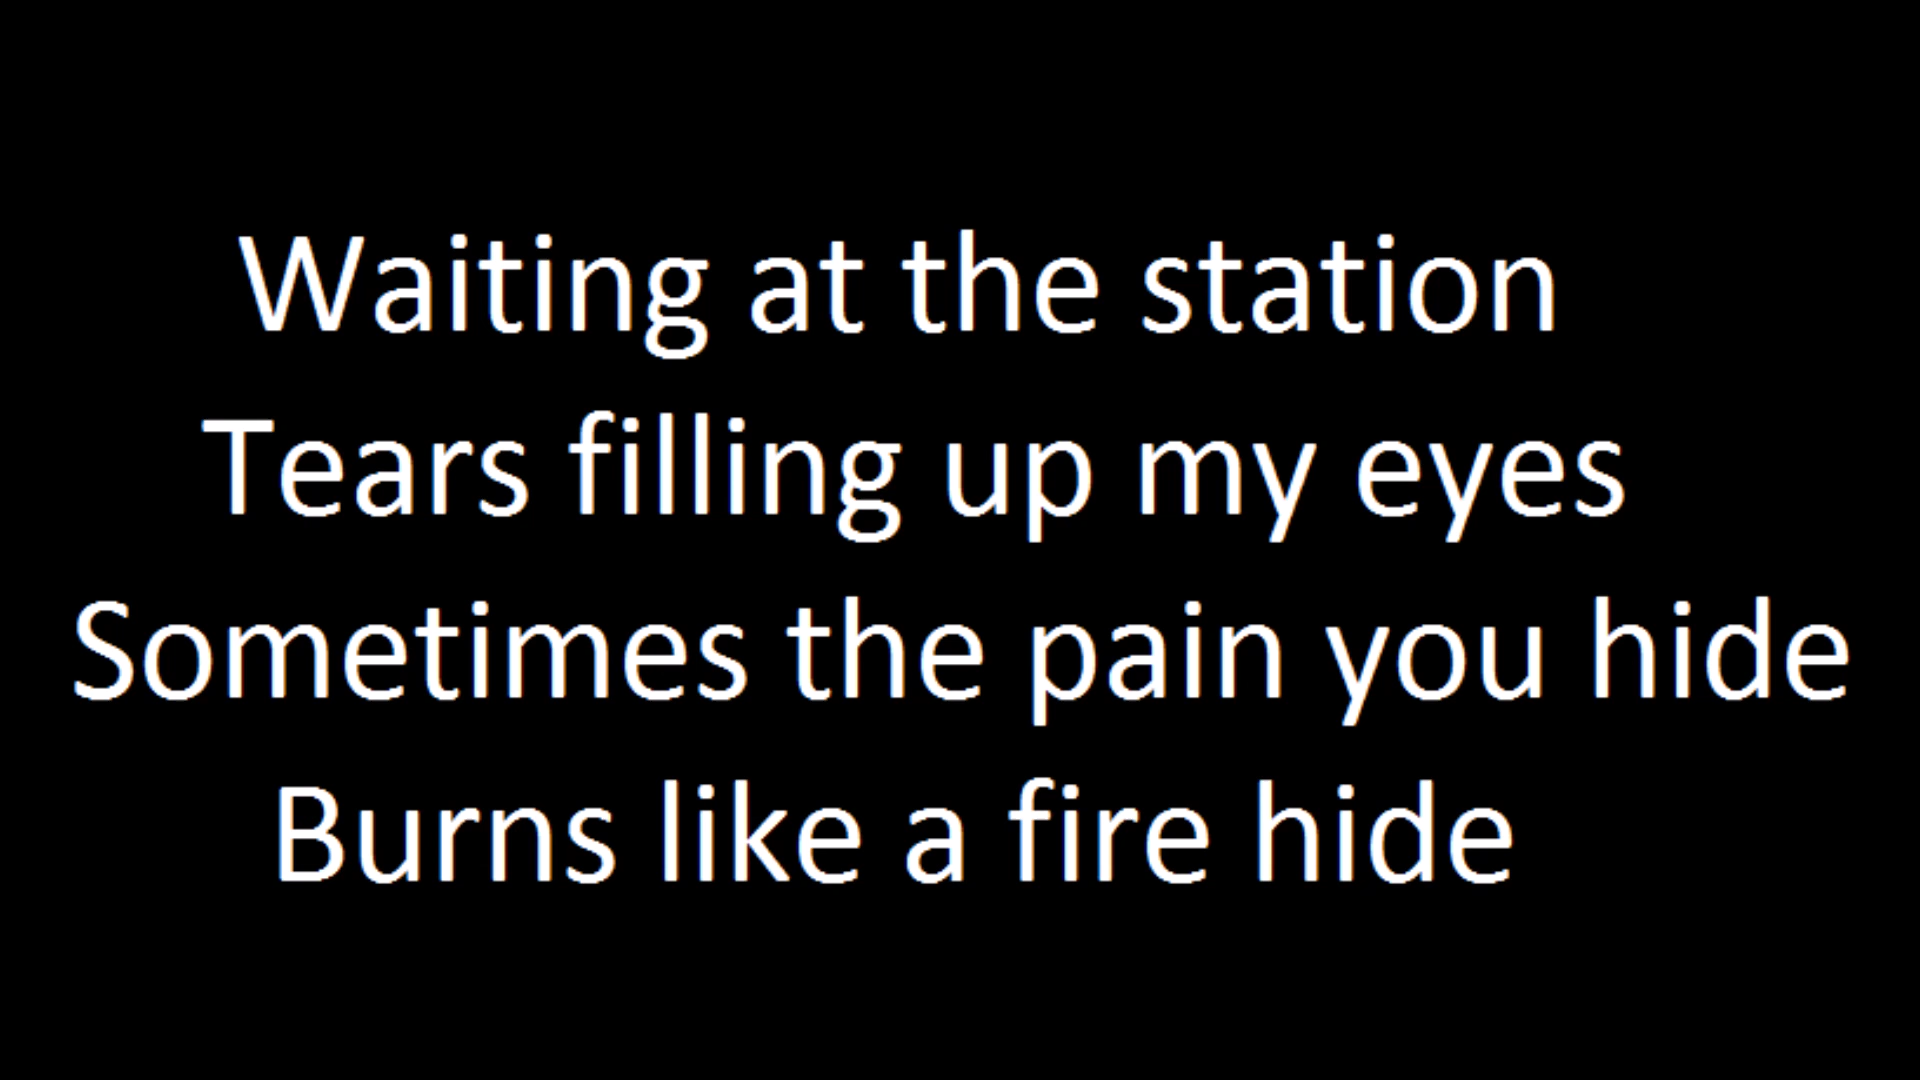 Waiting at the station
Tears filling up my eyes
Sometimes the pain you hide
Burns like a fire hide